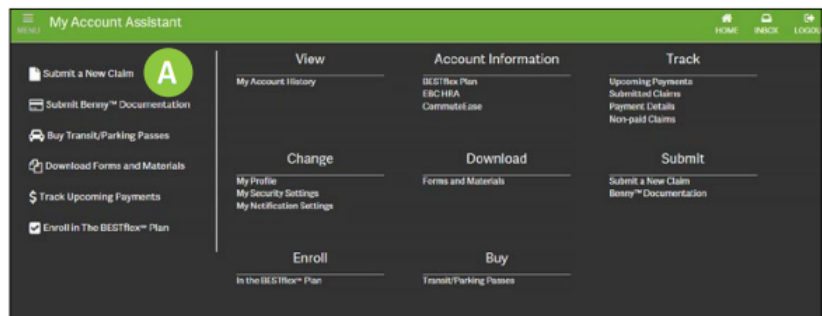 MENU
My Account Assistant
HOME
INBOX
LOGOU
Submit a New Claim
A
Submit Benny™ Documentation
Buy Transit/Parking Passes
Download Forms and Materials
Track Upcoming Payments
Enroll in The BESTflex℠ Plan
View
My Account History
Account Information
BESTflex Plan
EBC HRA
CommuteEase
Track
Upcoming Payments
Submitted Claims
Payment Details
Non-paid Claims
Change
My Profile
My Security Settings
My Notification Settings
Download
Forms and Materials
Submit
Submit a New Claim
Benny™ Documentation
Enroll
In the BESTflex℠ Plan
Buy
Transit/Parking Passes